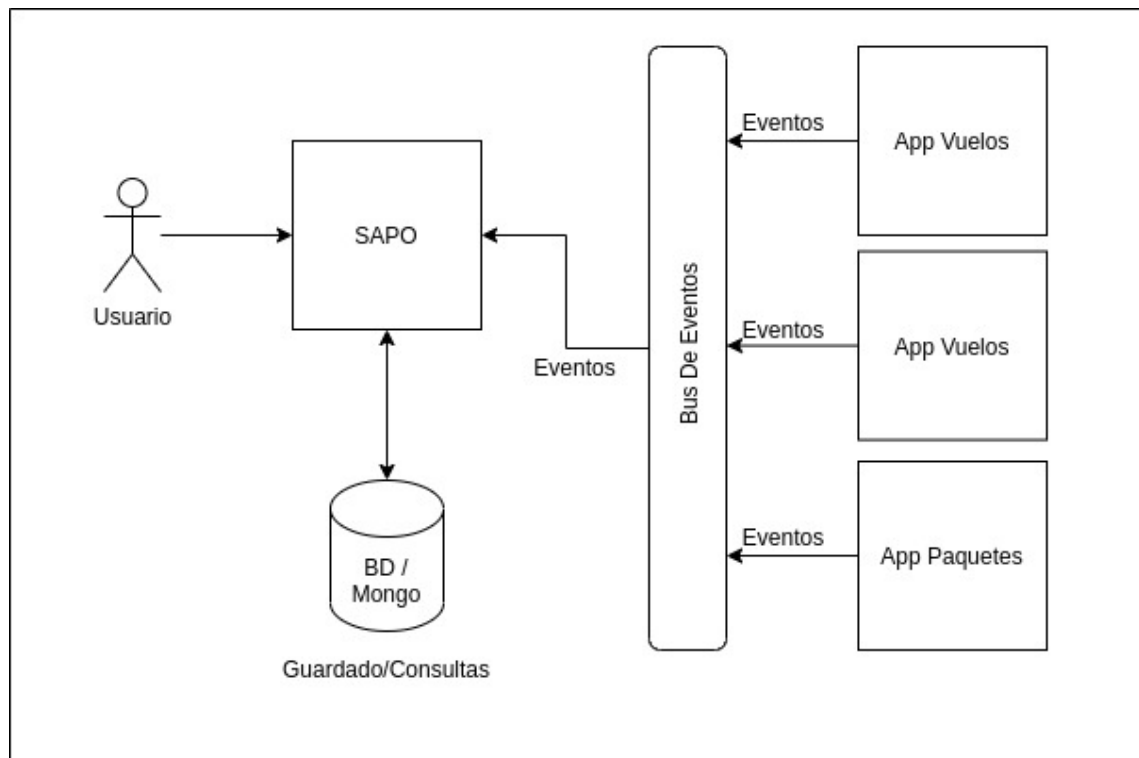 Eventos
App Vuelos
SAPO
Usuario
Eventos
App Vuelos
Eventos
Bus De Eventos
Eventos
App Paquetes
BD /
Mongo
Guardado/Consultas